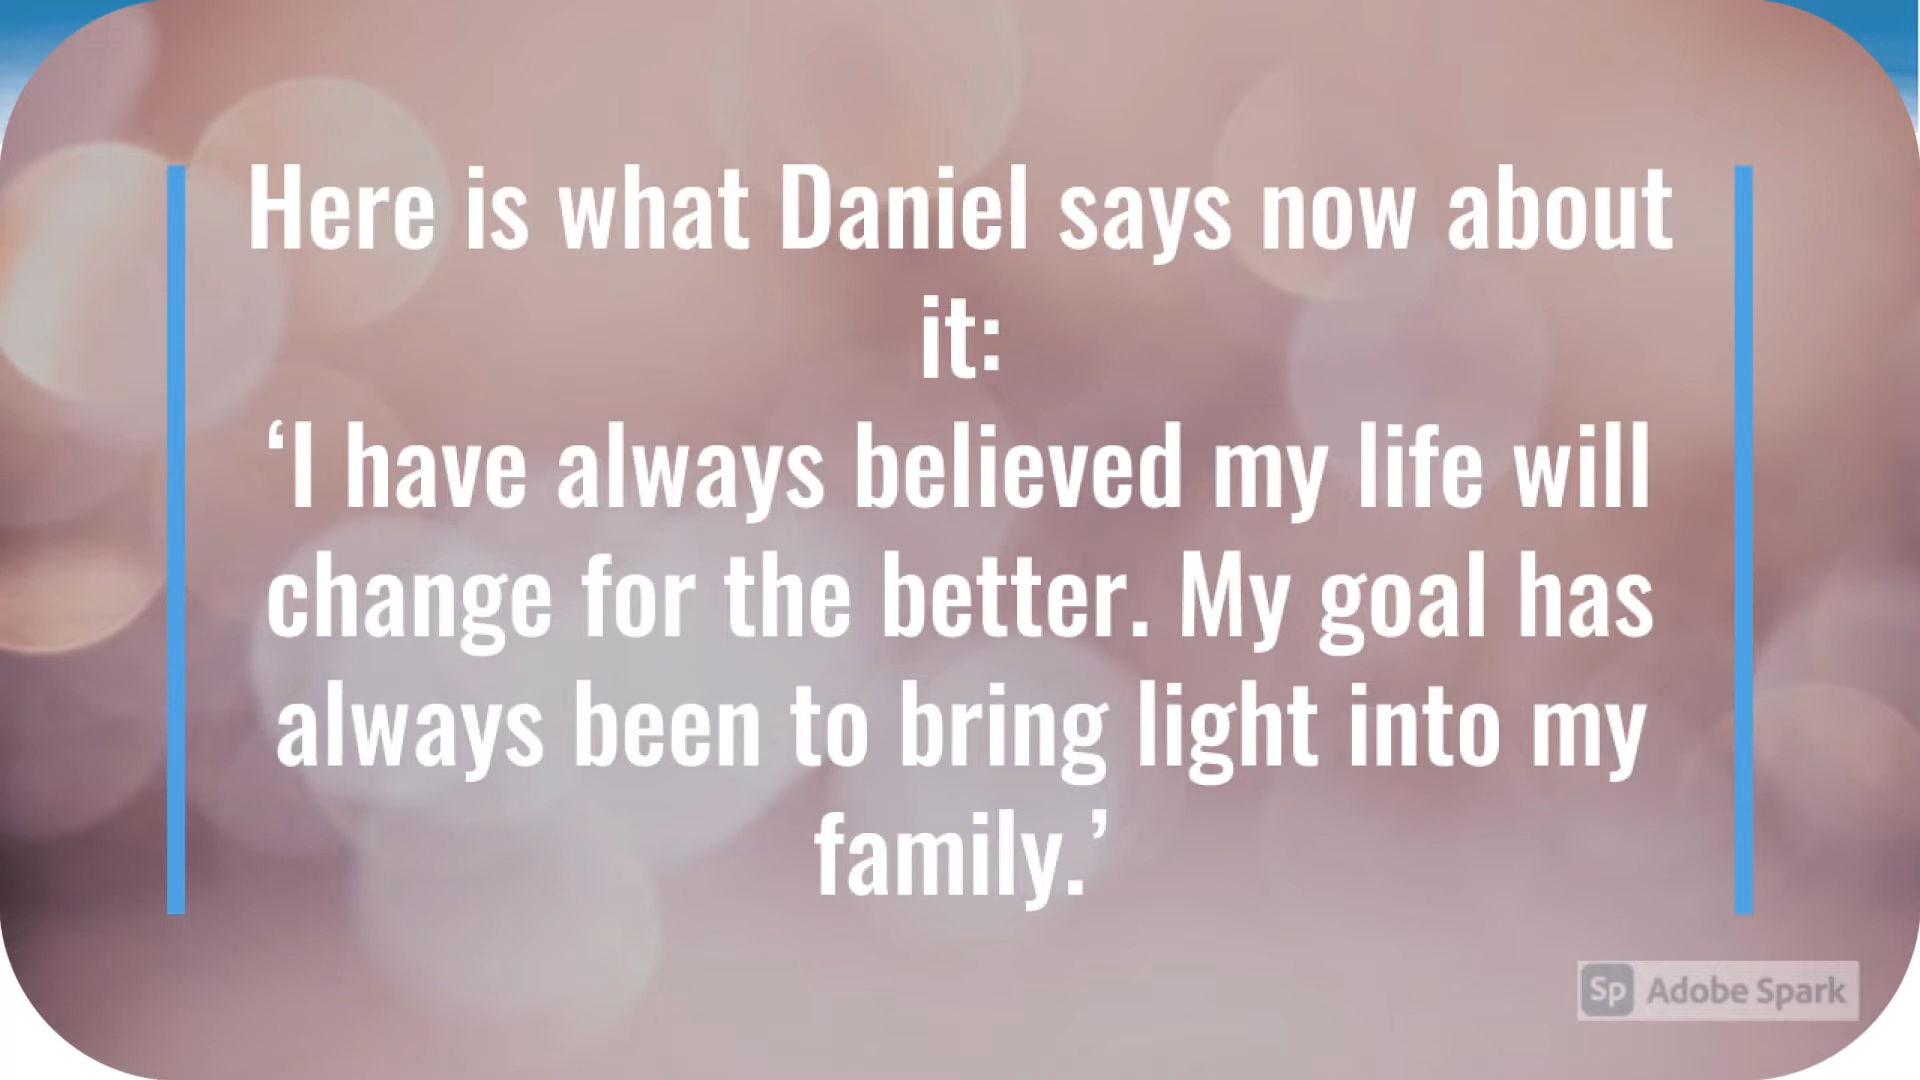 Here is what Daniel says now about
it:
‘I have always believed my life will
change for the better. My goal has
always been to bring light into my
family.’
Sp Adobe Spark